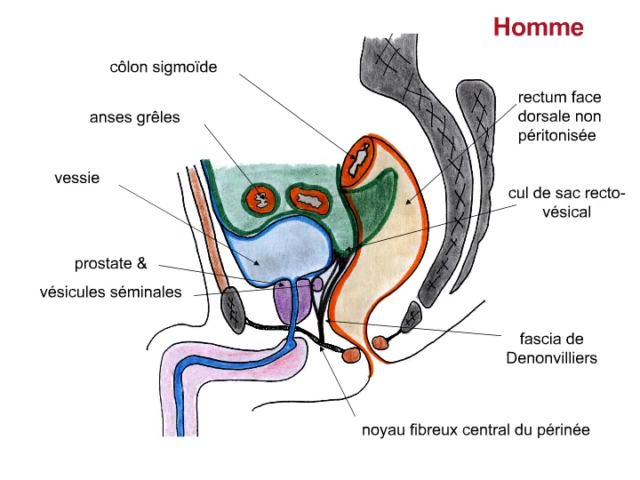 Homme
côlon sigmoïde
rectum face
dorsale non
péritonisée
anses grêles
vessie
cul de sac recto-
vésical
prostate &
vésicules séminales
fascia de
Denonvilliers
noyau fibreux central du périnée